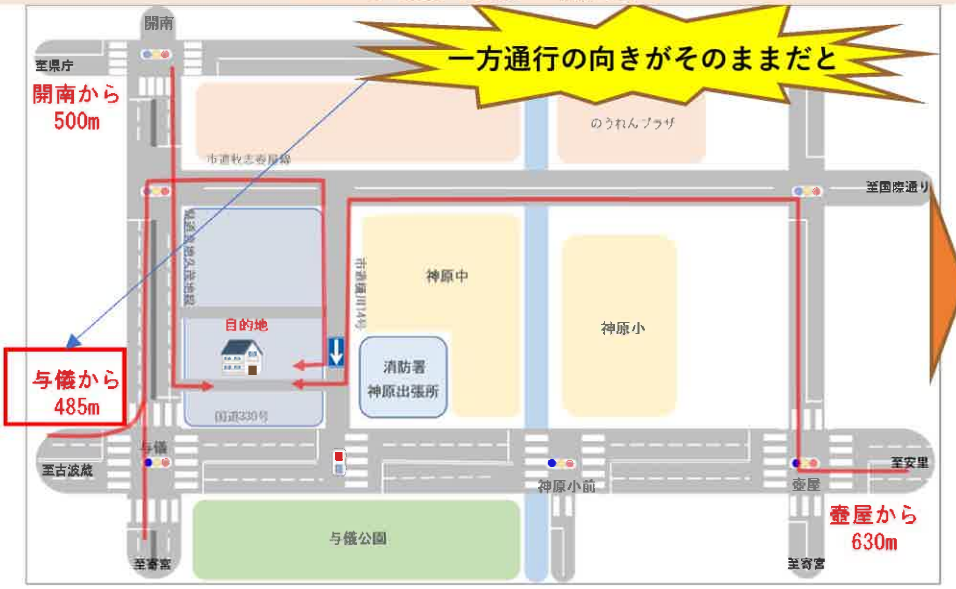 開南
一方通行の向きがそのままだと
至県庁
開南から
500m
のうれんプラザ
市道牧志壺屋線
至国際通り
市道樋川14号
神原中
神原小
目的地
消防署
神原出張所
与儀から
485m
国道330号
与儀
至古波蔵
神原小前
壺屋
至安里
壺屋から
630m
与儀公園
至寄宮
至寄宮